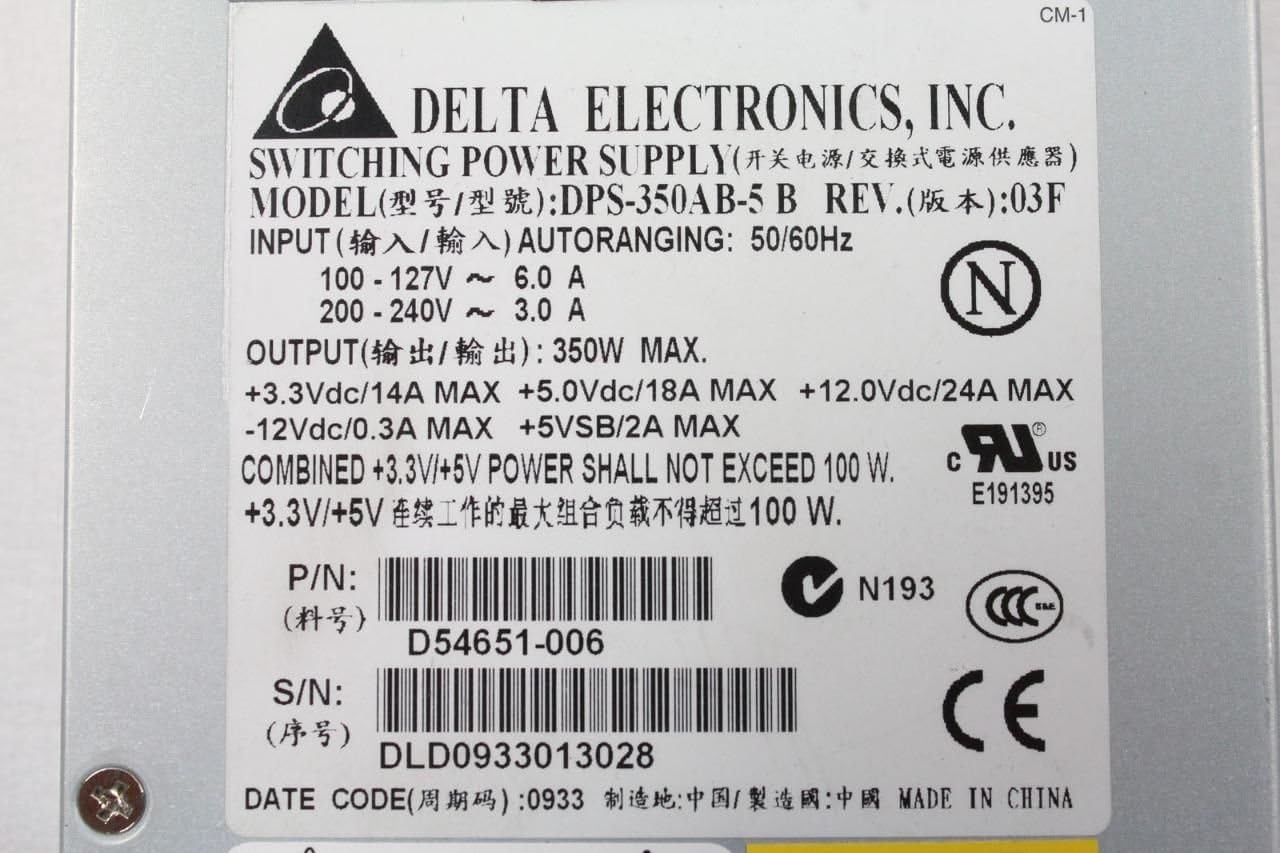 CM-1
DELTA ELECTRONICS, INC.
SWITCHING POWER SUPPLY(开关电源/交換式電源供應器)
MODEL(型号/型號):DPS-350AB-5 B REV.(版本):03F
INPUT(输入/輸入)AUTORANGING: 50/60Hz
100 - 127V ~ 6.0 A
200 - 240V ~ 3.0 A
N
OUTPUT(输出/輸出): 350W MAX.
+3.3Vdc/14A MAX +5.0Vdc/18A MAX +12.0Vdc/24A MAX
-12Vdc/0.3A MAX +5VSB/2A MAX
COMBINED +3.3V/+5V POWER SHALL NOT EXCEED 100 W.
+3.3V/+5V 连续工作的最大组合负载不得超过100 W.
c RU® US
E191395
P/N:
(料号)
D54651-006
N193
CCC S&E
S/N:
(序号)
DLD0933013028
CE
DATE CODE(周期码):0933 制造地:中国/製造國:中國 MADE IN CHINA